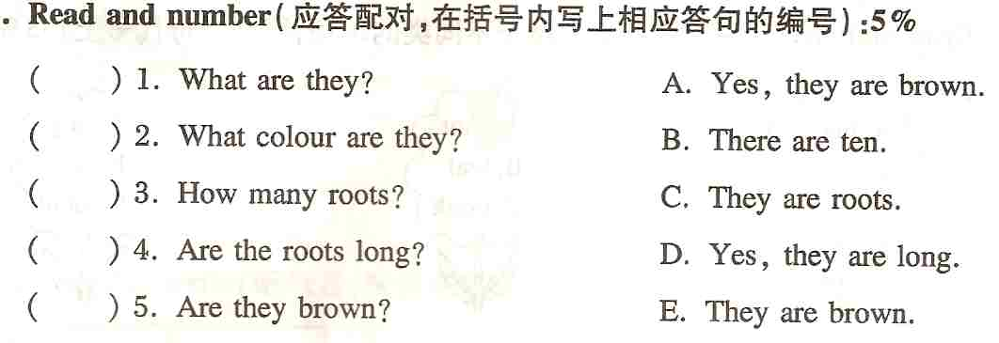 . Read and number(应答配对,在括号内写上相应答句的编号):5%
(    ) 1. What are they?    A. Yes, they are brown.
(    ) 2. What colour are they?    B. There are ten.
(    ) 3. How many roots?    C. They are roots.
(    ) 4. Are the roots long?    D. Yes, they are long.
(    ) 5. Are they brown?    E. They are brown.